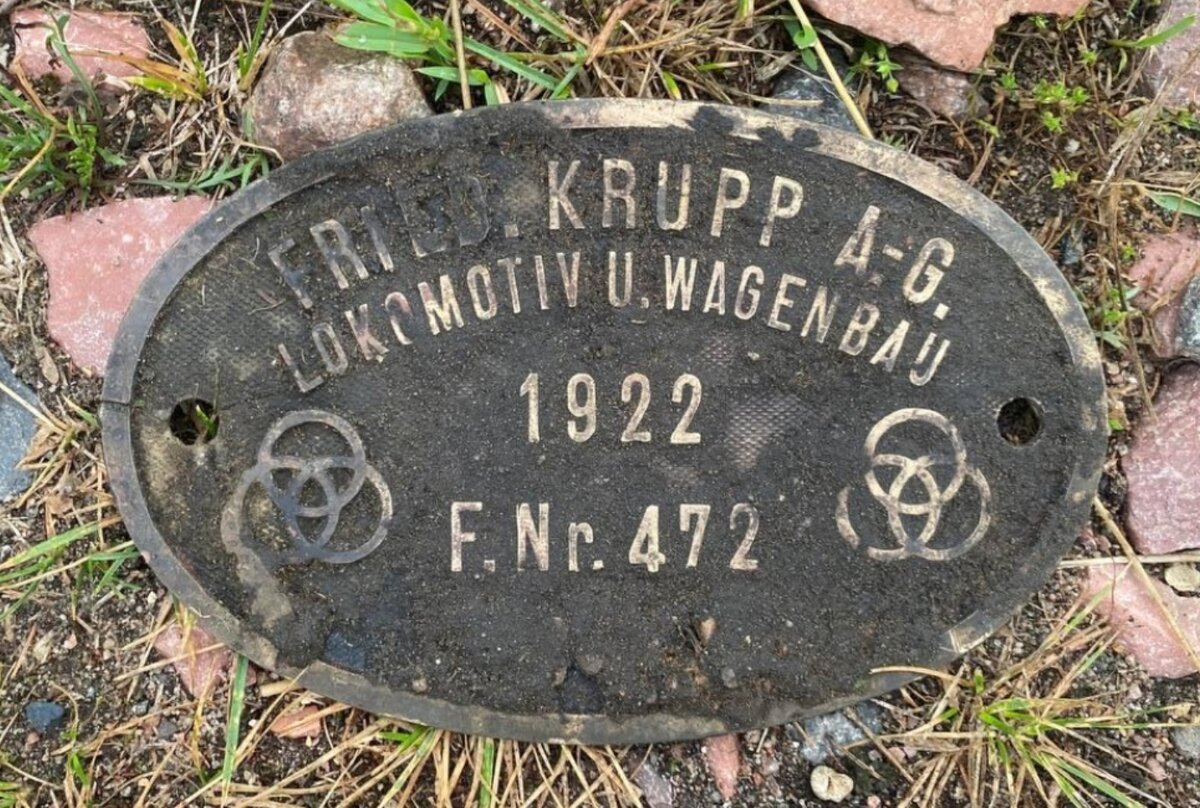 FRIED. KRUPP A.-G.
LOKOMOTIV U. WAGENBAU
1922
F. Nr. 472